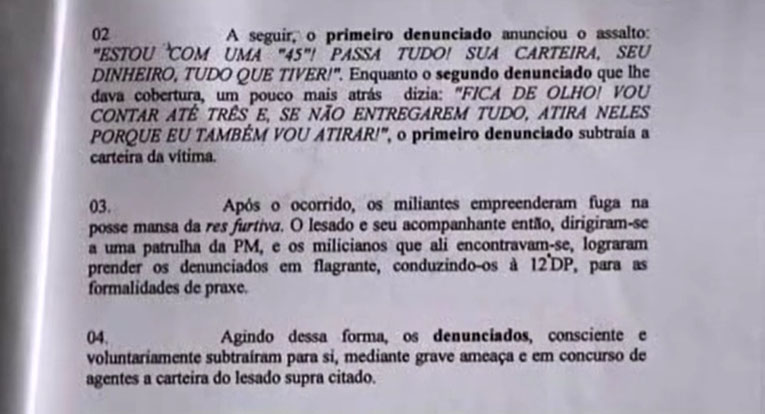 02 A seguir, o primeiro denunciado anunciou o assalto:
"ESTOU COM UMA "45"! PASSA TUDO! SUA CARTEIRA, SEU
DINHEIRO, TUDO QUE TIVER!". Enquanto o segundo denunciado que lhe
dava cobertura, um pouco mais atrás dizia: "FICA DE OLHO! VOU
CONTAR ATÉ TRÊS E, SE NÃO ENTREGAREM TUDO, ATIRA NELES
PORQUE EU TAMBÉM VOU ATIRAR!", o primeiro denunciado subtraía a
carteira da vítima.
03. Após o ocorrido, os miliantes empreenderam fuga na
posse mansa da res furtiva. O lesado e seu acompanhante então, dirigiram-se
a uma patrulha da PM, e os milicianos que ali encontravam-se, lograram
prender os denunciados em flagrante, conduzindo-os à 12ªDP, para as
formalidades de praxe.
04. Agindo dessa forma, os denunciados, consciente e
voluntariamente subtraíram para si, mediante grave ameaça e em concurso de
agentes a carteira do lesado supra citado.